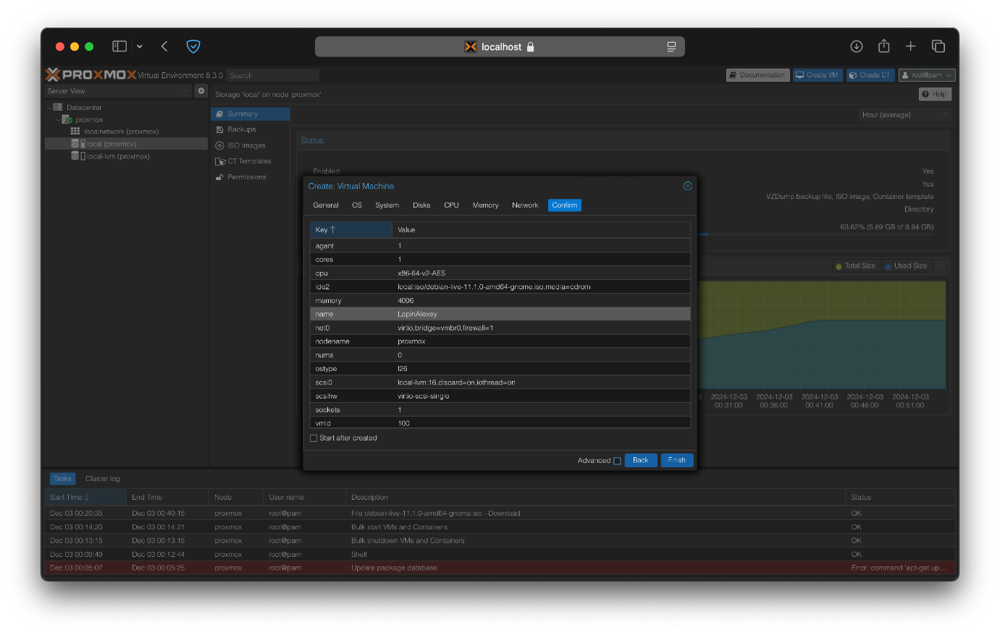 localhost
PROXMOX Virtual Environment 8.3.0 Search
Documentation Create VM Create CT root@pam
Server View
Storage 'local' on node 'proxmox'
Help
Datacenter
proxmox
localnetwork (proxmox)
local (proxmox)
local-lvm (proxmox)
Summary
Backups
ISO Images
CT Templates
Permissions
Hour (average)
Status
Enabled Yes
Yes
VZDump backup file, ISO image, Container template
Directory
63.62% (5.69 GB of 8.94 GB)
Total Size Used Size
Create: Virtual Machine
General OS System Disks CPU Memory Network Confirm
Key ↑ Value
agent 1
cores 1
cpu x86-64-v2-AES
ide2 local:iso/debian-live-11.1.0-amd64-gnome.iso,media=cdrom
memory 4096
name LapinAlexey
net0 virtio,bridge=vmbr0,firewall=1
nodename proxmox
numa 0
ostype l26
scsi0 local-lvm:16,discard=on,iothread=on
scsihw virtio-scsi-single
sockets 1
vmid 100
Start after created
Advanced Back Finish
3 2024-12-03 2024-12-03 2024-12-03 2024-12-03 2024-12-03
00:31:00 00:36:00 00:41:00 00:46:00 00:51:00
Tasks Cluster log
Start Time ↓ End Time Node User name Description Status
Dec 03 00:20:35 Dec 03 00:40:15 proxmox root@pam File debian-live-11.1.0-amd64-gnome.iso - Download OK
Dec 03 00:14:20 Dec 03 00:14:21 proxmox root@pam Bulk start VMs and Containers OK
Dec 03 00:13:15 Dec 03 00:13:15 proxmox root@pam Bulk shutdown VMs and Containers OK
Dec 03 00:09:49 Dec 03 00:12:44 proxmox root@pam Shell OK
Dec 03 00:05:07 Dec 03 00:05:25 proxmox root@pam Update package database Error: command 'apt-get up...